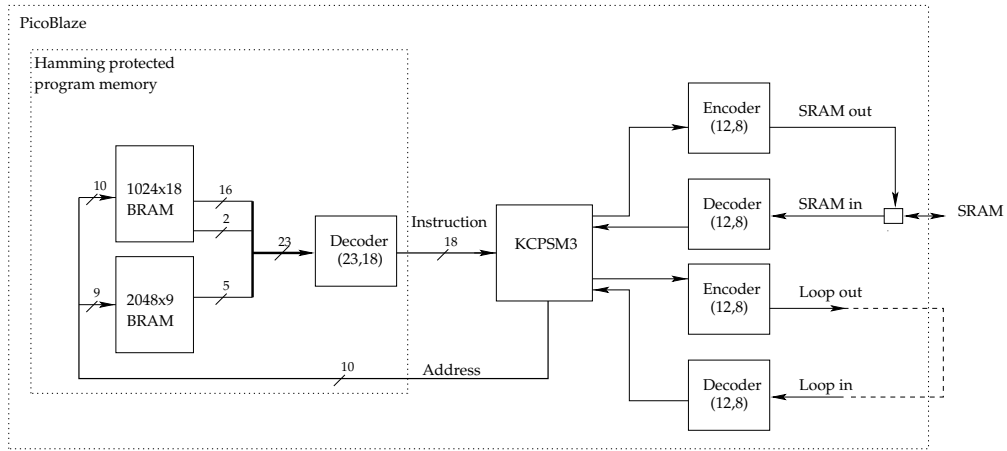 PicoBlaze
Hamming protected
program memory
10
1024x18
BRAM
16
2
9
2048x9
BRAM
5
23
Decoder
(23,18)
Instruction
18
KCPSM3
10
Address
Encoder
(12,8)
SRAM out
Decoder
(12,8)
SRAM in
SRAM
Encoder
(12,8)
Loop out
Decoder
(12,8)
Loop in